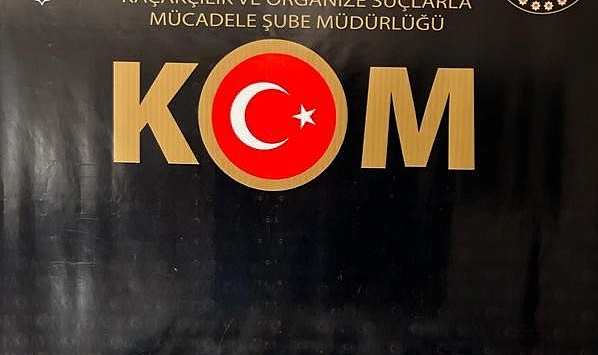 KAÇAKÇILIK VE ORGANİZE SUÇLARLA
MÜCADELE ŞUBE MÜDÜRLÜĞÜ
KOM